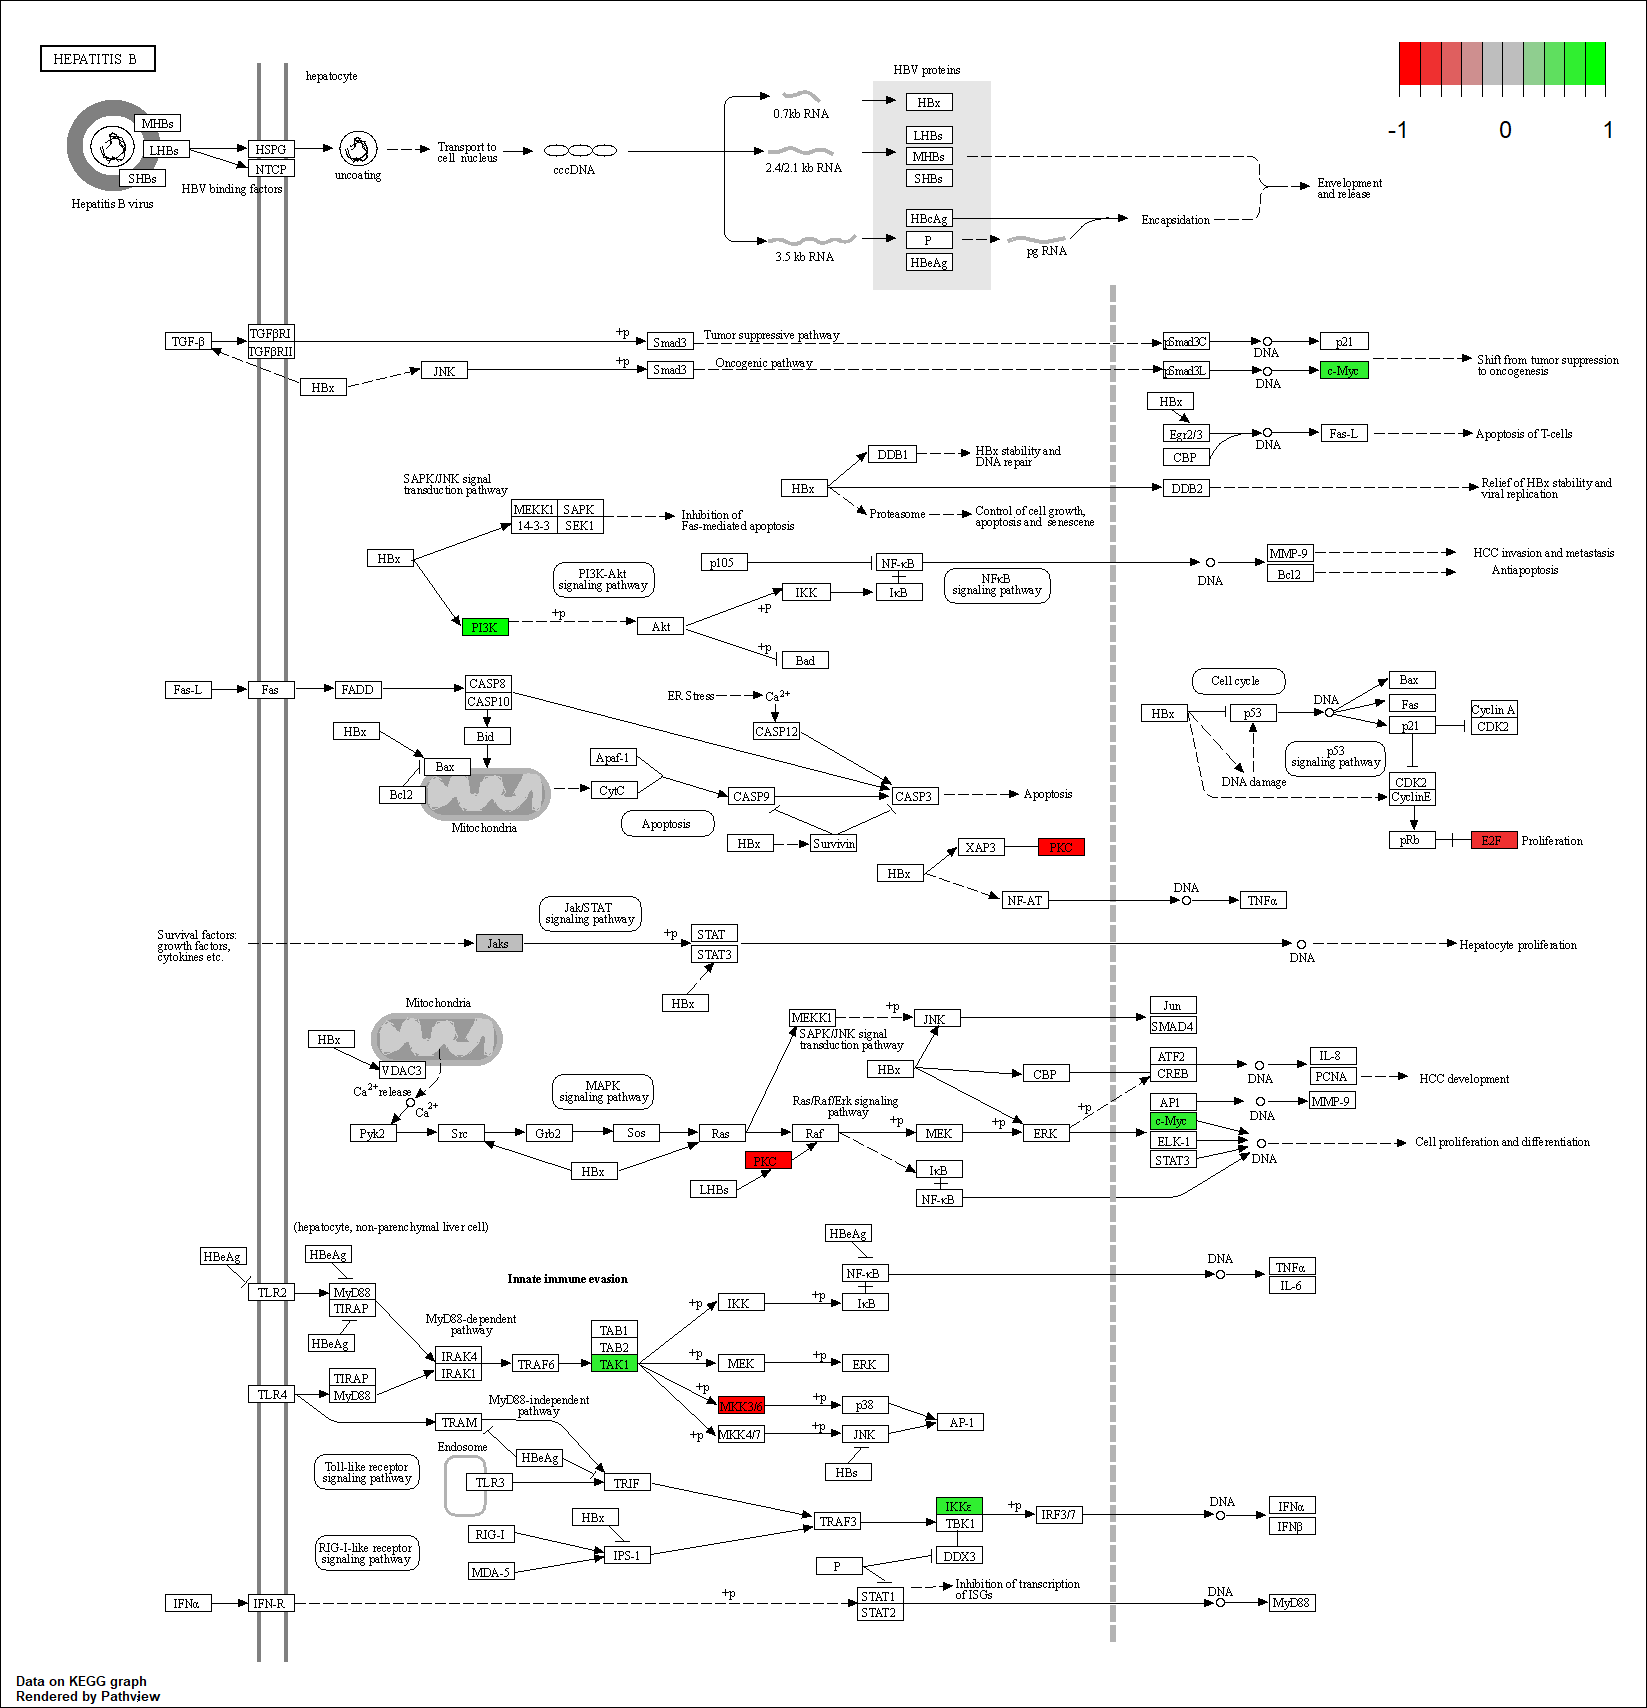 HEPATITIS B
-1
0
1
hepatocyte
HBV proteins
MHBs
LHBs
SHBs
Hepatitis B virus
HSPG
NTCP
HBV binding factors
uncoating
Transport to
cell nucleus
cccDNA
0.7kb RNA
2.4/2.1 kb RNA
3.5 kb RNA
HBx
LHBs
MHBs
SHBs
HBcAg
P
HBeAg
pg RNA
Encapsidation
Envelopment
and release
TGF-β
TGFβRI
TGFβRII
+p
Smad3
Tumor suppressive pathway
pSmad3C
DNA
p21
HBx
JNK
+p
Smad3
Oncogenic pathway
pSmad3L
DNA
c-Myc
Shift from tumor suppression
to oncogenesis
HBx
Egr2/3
CBP
DNA
Fas-L
Apoptosis of T-cells
HBx
DDB1
HBx stability and
DNA repair
DDB2
Relief of HBx stability and
viral replication
Proteasome
Control of cell growth,
apoptosis and senescene
SAPK/JNK signal
transduction pathway
MEKK1
SAPK
14-3-3
SEK1
Inhibition of
Fas-mediated apoptosis
HBx
PI3K-Akt
signaling pathway
p105
NF-κB
IKK
IκB
NFκB
signaling pathway
DNA
MMP-9
Bcl2
HCC invasion and metastasis
Antiapoptosis
PI3K
+p
Akt
+p
+p
Bad
Fas-L
Fas
FADD
CASP8
CASP10
Bid
HBx
Bax
Bcl2
Mitochondria
ER Stress
Ca2+
CASP12
Apaf-1
CytC
CASP9
CASP3
Apoptosis
Apoptosis
HBx
Survivin
Cell cycle
HBx
p53
DNA
Bax
Fas
p21
Cyclin A
CDK2
p53
signaling pathway
DNA damage
CDK2
CyclinE
pRb
E2F
Proliferation
HBx
XAP3
PKC
NF-AT
DNA
TNFα
Survival factors:
growth factors,
cytokines etc.
Jaks
Jak/STAT
signaling pathway
+p
STAT
STAT3
HBx
DNA
Hepatocyte proliferation
Mitochondria
HBx
VDAC3
Ca2+ release
Ca2+
MAPK
signaling pathway
Pyk2
Src
Grb2
Sos
Ras
Raf
HBx
PKC
LHBs
MEKK1
+p
JNK
SAPK/JNK signal
transduction pathway
HBx
CBP
Ras/Raf/Erk signaling
pathway
+p
MEK
+p
ERK
+p
IκB
NF-κB
Jun
SMAD4
ATF2
CREB
AP1
c-Myc
ELK-1
STAT3
DNA
DNA
DNA
IL-8
PCNA
MMP-9
HCC development
Cell proliferation and differentiation
(hepatocyte, non-parenchymal liver cell)
HBeAg
HBeAg
TLR2
MyD88
TIRAP
HBeAg
Innate immune evasion
MyD88-dependent
pathway
IRAK4
IRAK1
TRAF6
TAB1
TAB2
TAK1
HBeAg
NF-κB
IκB
+p
IKK
+p
DNA
TNFα
IL-6
+p
MEK
+p
ERK
+p
MKK3/6
+p
p38
+p
MKK4/7
+p
JNK
AP-1
HBs
TLR4
TIRAP
MyD88
MyD88-independent
pathway
TRAM
Endosome
HBeAg
TLR3
TRIF
Toll-like receptor
signaling pathway
RIG-I-like receptor
signaling pathway
HBx
RIG-I
MDA-5
IPS-1
TRAF3
IKKε
TBK1
DDX3
+p
IRF3/7
DNA
IFNα
IFNβ
P
IFNα
IFN-R
+p
STAT1
STAT2
Inhibition of transcription
of ISGs
DNA
MyD88
Data on KEGG graph
Rendered by Pathview